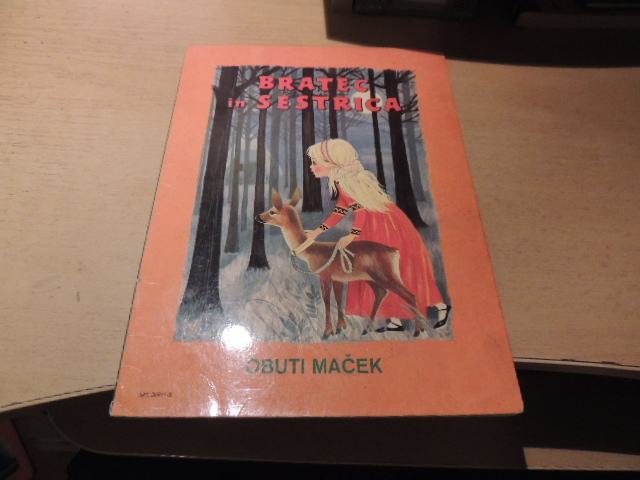 BRATEC
in SESTRICA
OBUTI MAČEK